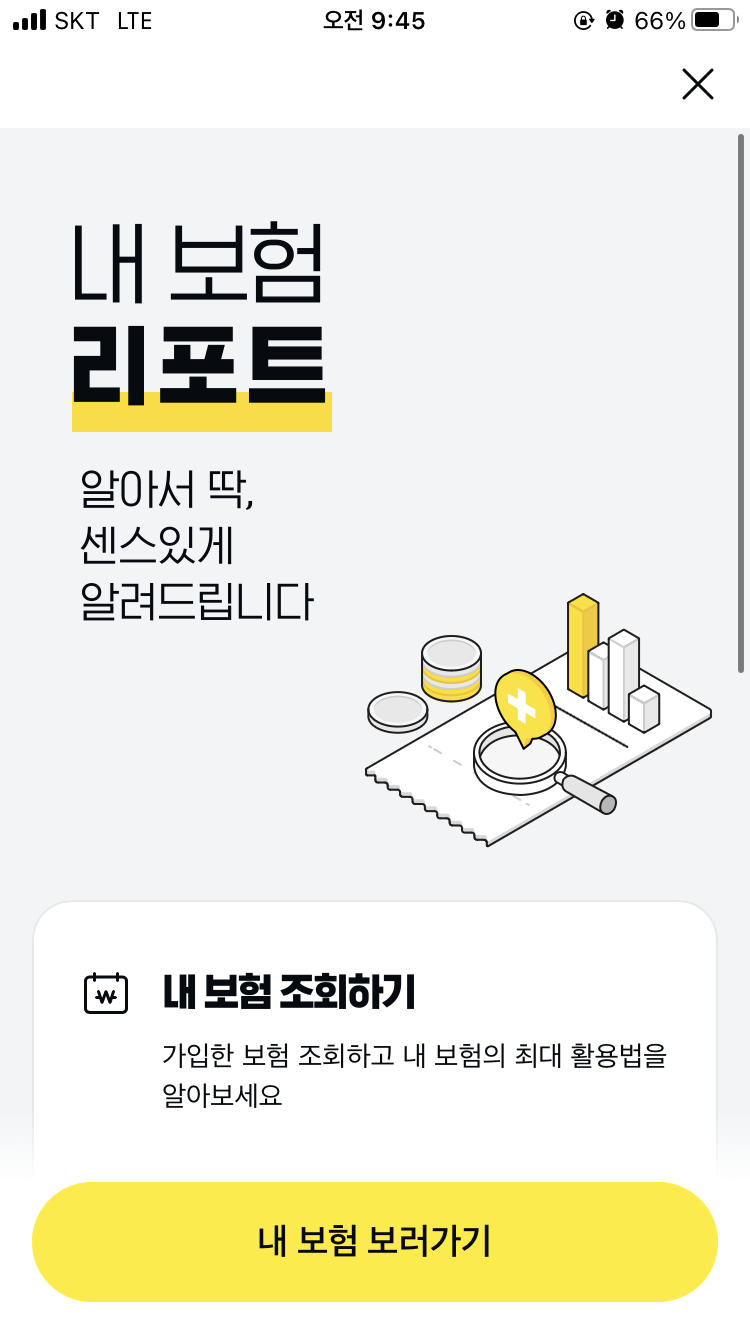 SKT LTE 오전 9:45 66%
내 보험
리포트
알아서 딱,
센스있게
알려드립니다
내 보험 조회하기
가입한 보험 조회하고 내 보험의 최대 활용법을
알아보세요
내 보험 보러가기